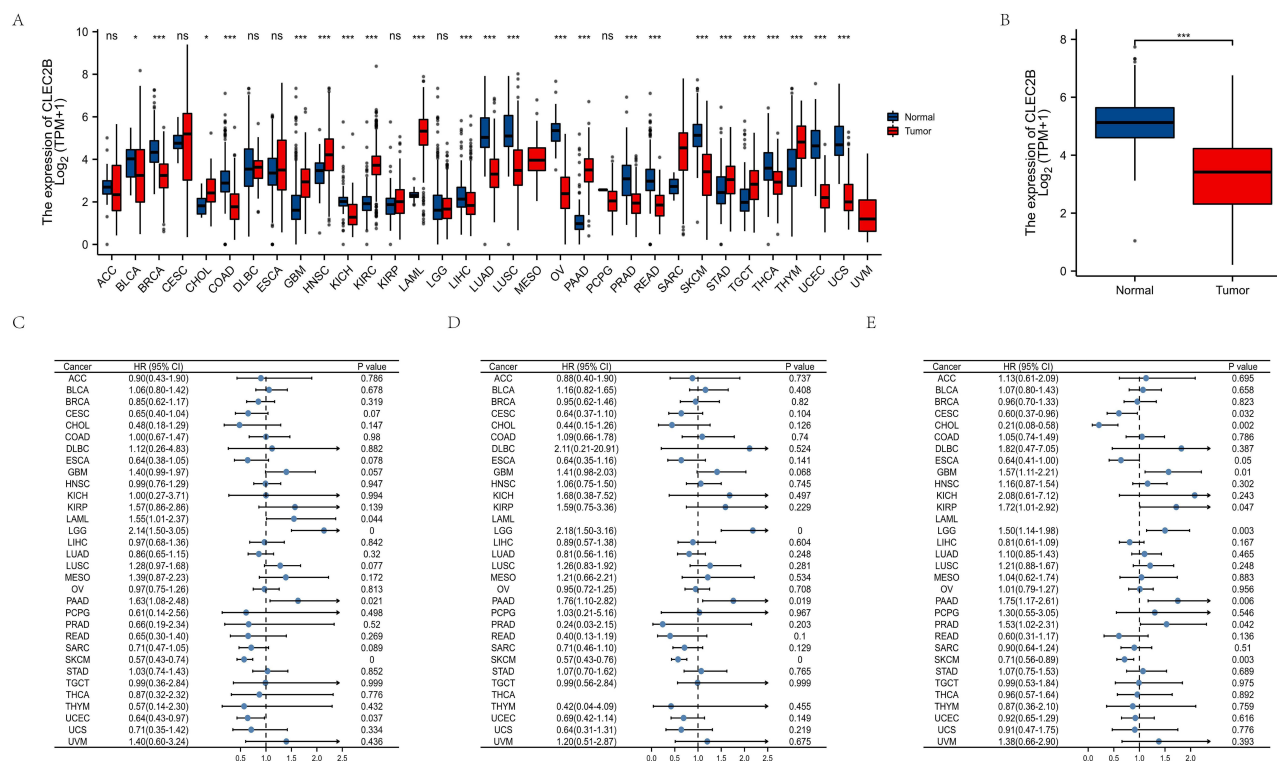 A
The expression of CLEC2B
Log2 (TPM+1)
10
8
6
4
2
0
ns * *** ns * *** ns ns *** *** *** *** ns *** ns *** *** *** *** *** ns *** *** *** *** *** *** *** *** ***
ACC BLCA BRCA CESC CHOL COAD DLBC ESCA GBM HNSC KICH KIRC KIRP LAML LGG LIHC LUAD LUSC MESO OV PAAD PCPG PRAD READ SARC SKCM STAD TGCT THCA THYM UCEC UCS UVM
Normal
Tumor
B
The expression of CLEC2B
Log2 (TPM+1)
8
6
4
2
0
***
Normal Tumor
C
Cancer HR (95% CI) P value
ACC 0.90(0.43-1.90) 0.786
BLCA 1.06(0.80-1.42) 0.678
BRCA 0.85(0.62-1.17) 0.319
CESC 0.65(0.40-1.04) 0.07
CHOL 0.48(0.18-1.29) 0.147
COAD 1.00(0.67-1.47) 0.98
DLBC 1.12(0.26-4.83) 0.882
ESCA 0.64(0.38-1.05) 0.078
GBM 1.40(0.99-1.97) 0.057
HNSC 0.99(0.76-1.29) 0.947
KICH 1.00(0.27-3.71) 0.994
KIRP 1.57(0.86-2.86) 0.139
LAML 1.55(1.01-2.37) 0.044
LGG 2.14(1.50-3.05) 0
LIHC 0.97(0.68-1.36) 0.842
LUAD 0.86(0.65-1.15) 0.32
LUSC 1.28(0.97-1.68) 0.077
MESO 1.39(0.87-2.23) 0.172
OV 0.97(0.75-1.26) 0.813
PAAD 1.63(1.08-2.48) 0.021
PCPG 0.61(0.14-2.56) 0.498
PRAD 0.66(0.19-2.34) 0.52
READ 0.65(0.30-1.40) 0.269
SARC 0.71(0.47-1.05) 0.089
SKCM 0.57(0.43-0.74) 0
STAD 1.03(0.74-1.43) 0.852
TGCT 0.99(0.36-2.84) 0.999
THCA 0.87(0.32-2.32) 0.776
THYM 0.57(0.14-2.30) 0.432
UCEC 0.64(0.43-0.97) 0.037
UCS 0.71(0.35-1.42) 0.334
UVM 1.40(0.60-3.24) 0.436
0.5 1.0 1.5 2.0 2.5
D
Cancer HR (95% CI) P value
ACC 0.88(0.40-1.90) 0.737
BLCA 1.16(0.82-1.65) 0.408
BRCA 0.95(0.62-1.46) 0.82
CESC 0.64(0.37-1.10) 0.104
CHOL 0.44(0.15-1.26) 0.126
COAD 1.09(0.66-1.78) 0.74
DLBC 2.11(0.21-20.91) 0.524
ESCA 0.64(0.35-1.16) 0.141
GBM 1.41(0.98-2.03) 0.068
HNSC 1.06(0.75-1.50) 0.745
KICH 1.68(0.38-7.52) 0.497
KIRP 1.59(0.75-3.36) 0.229
LAML
LGG 2.18(1.50-3.16) 0
LIHC 0.89(0.57-1.38) 0.604
LUAD 0.81(0.56-1.16) 0.248
LUSC 1.26(0.83-1.92) 0.281
MESO 1.21(0.66-2.21) 0.534
OV 0.95(0.72-1.25) 0.708
PAAD 1.76(1.10-2.82) 0.019
PCPG 1.03(0.21-5.16) 0.967
PRAD 0.24(0.03-2.15) 0.203
READ 0.40(0.13-1.19) 0.1
SARC 0.71(0.46-1.10) 0.129
SKCM 0.57(0.43-0.76) 0
STAD 1.07(0.70-1.62) 0.765
TGCT 0.99(0.56-2.84) 0.999
THCA
THYM 0.42(0.04-4.09) 0.455
UCEC 0.69(0.42-1.14) 0.149
UCS 0.64(0.31-1.31) 0.219
UVM 1.20(0.51-2.87) 0.675
0.0 0.5 1.0 1.5 2.0 2.5
E
Cancer HR (95% CI) P value
ACC 1.13(0.61-2.09) 0.695
BLCA 1.07(0.80-1.43) 0.658
BRCA 0.96(0.70-1.33) 0.823
CESC 0.60(0.37-0.96) 0.032
CHOL 0.21(0.08-0.58) 0.002
COAD 1.05(0.74-1.49) 0.786
DLBC 1.82(0.47-7.05) 0.387
ESCA 0.64(0.41-1.00) 0.05
GBM 1.57(1.11-2.21) 0.01
HNSC 1.16(0.87-1.54) 0.302
KICH 2.08(0.61-7.12) 0.243
KIRP 1.72(1.01-2.92) 0.047
LAML
LGG 1.50(1.14-1.98) 0.003
LIHC 0.81(0.61-1.09) 0.167
LUAD 1.10(0.85-1.43) 0.465
LUSC 1.21(0.88-1.67) 0.248
MESO 1.04(0.62-1.74) 0.883
OV 1.01(0.79-1.27) 0.956
PAAD 1.75(1.17-2.61) 0.006
PCPG 1.30(0.55-3.05) 0.546
PRAD 1.53(1.02-2.31) 0.042
READ 0.60(0.31-1.17) 0.136
SARC 0.90(0.64-1.24) 0.51
SKCM 0.71(0.56-0.89) 0.003
STAD 1.07(0.75-1.53) 0.689
TGCT 0.99(0.53-1.84) 0.975
THCA 0.96(0.57-1.64) 0.892
THYM 0.87(0.36-2.10) 0.759
UCEC 0.92(0.65-1.29) 0.616
UCS 0.91(0.47-1.75) 0.776
UVM 1.38(0.66-2.90) 0.393
0.0 0.5 1.0 1.5 2.0